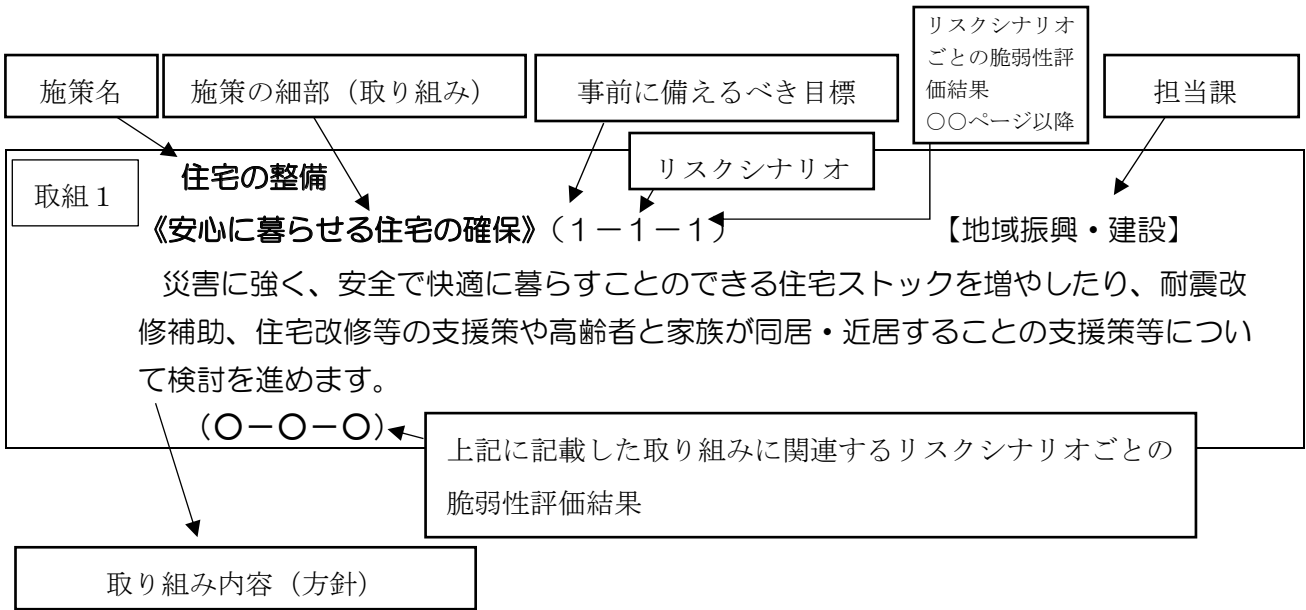 リスクシナリオ
ごとの脆弱性評
価結果
〇〇ページ以降
施策名
施策の細部（取り組み）
事前に備えるべき目標
担当課
リスクシナリオ
取組１
住宅の整備
《安心に暮らせる住宅の確保》（１－１－１）
【地域振興・建設】
災害に強く、安全で快適に暮らすことのできる住宅ストックを増やしたり、耐震改
修補助、住宅改修等の支援策や高齢者と家族が同居・近居することの支援策等につい
て検討を進めます。
（〇－〇－〇）
上記に記載した取り組みに関連するリスクシナリオごとの
脆弱性評価結果
取り組み内容（方針）